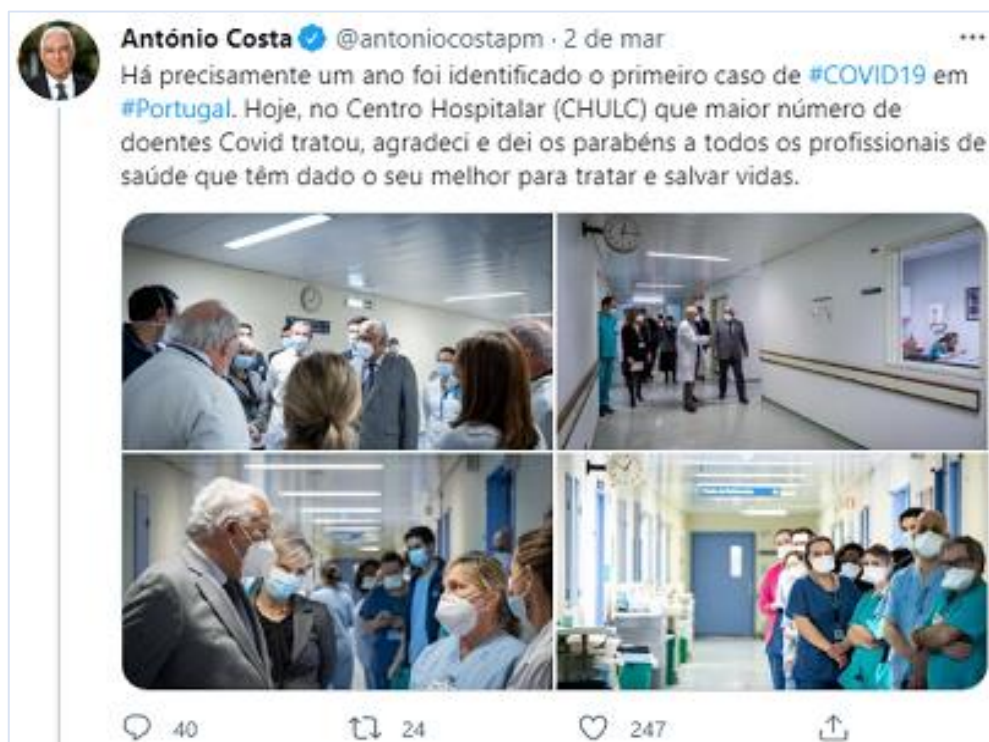 António Costa @antoniocostapm · 2 de mar
Há precisamente um ano foi identificado o primeiro caso de #COVID19 em
#Portugal. Hoje, no Centro Hospitalar (CHULC) que maior número de
doentes Covid tratou, agradeci e dei os parabéns a todos os profissionais de
saúde que têm dado o seu melhor para tratar e salvar vidas.
40 24 247